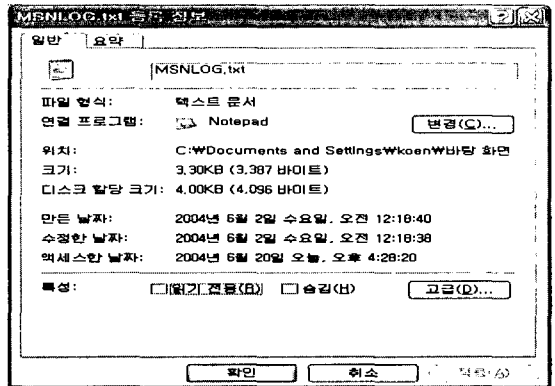 MSNLOG.txt 등록 정보
일반 요약
MSNLOG.txt
파일 형식: 텍스트 문서
연결 프로그램: Notepad 변경(C)...
위치: C:₩Documents and Settings₩koen₩바탕 화면
크기: 3.30KB (3,387 바이트)
디스크 할당 크기: 4.00KB (4,096 바이트)
만든 날짜: 2004년 6월 2일 수요일, 오전 12:18:40
수정한 날짜: 2004년 6월 2일 수요일, 오전 12:18:38
액세스한 날짜: 2004년 6월 20일 오늘, 오후 4:28:20
특성: 읽기 전용(R) 숨김(H) 고급(D)...
확인 취소 적용(A)